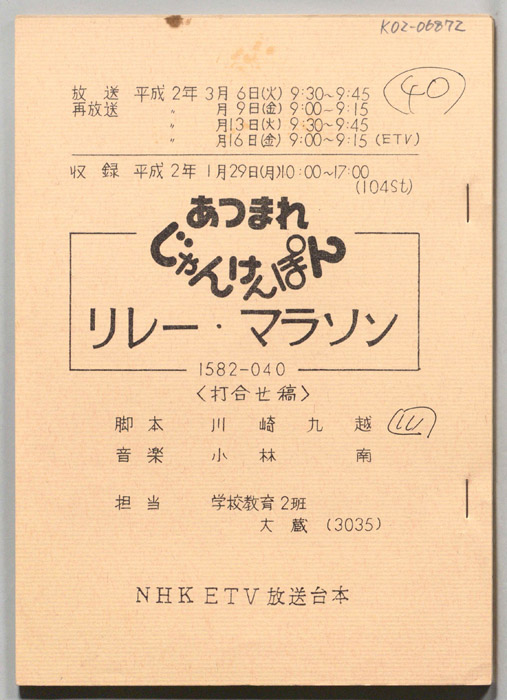 K02-06872
放送 平成2年 3月 6日(火) 9:30~9:45
40
再放送 〃 月 9日(金) 9:00~9:15
〃 月13日(火) 9:30~9:45
〃 月16日(金) 9:00~9:15 (ETV)
収録 平成2年 1月29日(月)10:00~17:00
(104St)
あつまれ
じゃんけんぽん
リレー・マラソン
1582-040
〈打合せ稿〉
脚本 川崎九越
音楽 小林 南
担当 学校教育2班
大蔵 (3035)
NHK ETV 放送台本